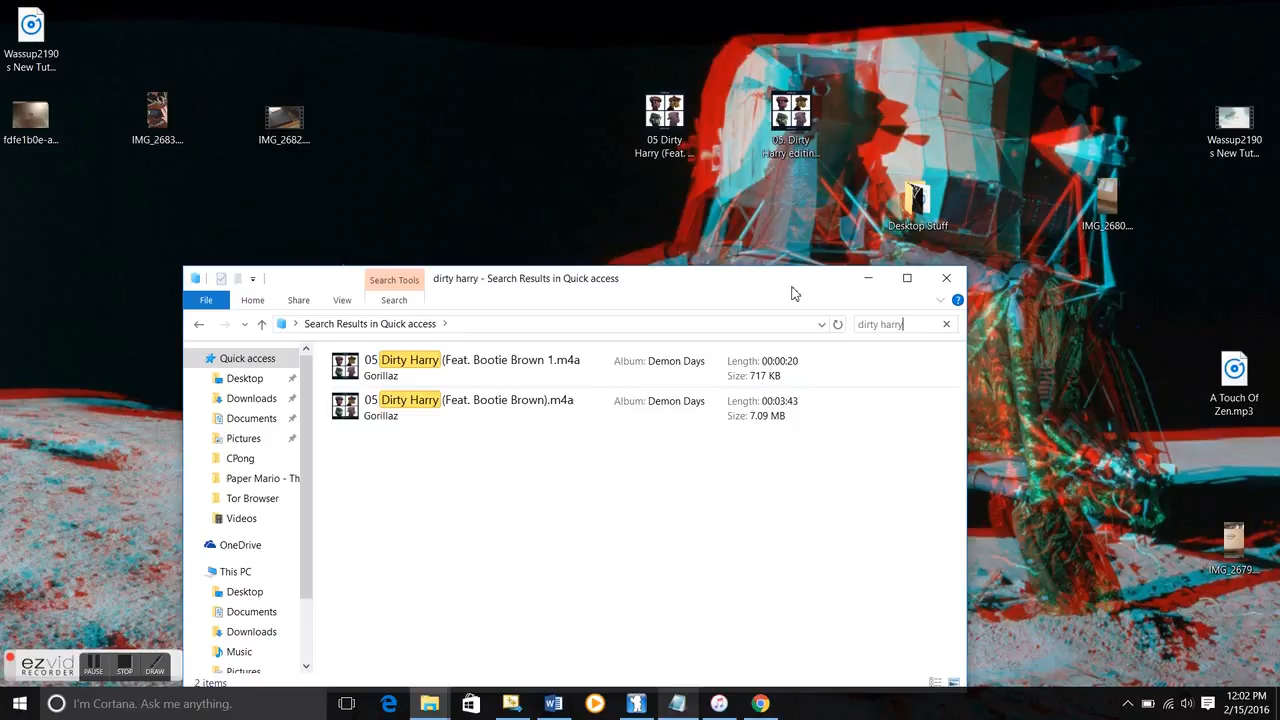 Wassup2190
s New Tut...
fdfe1b0e-a...
IMG_2683....
IMG_2682....
05 Dirty
Harry (Feat. ...
05. Dirty
Harry editin...
Desktop Stuff
Wassup2190
s New Tut...
IMG_2680....
A Touch Of
Zen.mp3
IMG_2679....
Search Tools
dirty harry - Search Results in Quick access
File
Home
Share
View
Search
Search Results in Quick access
dirty harry
Quick access
Desktop
Downloads
Documents
Pictures
CPong
Paper Mario - Th
Tor Browser
Videos
OneDrive
This PC
Desktop
Documents
Downloads
Music
Pictures
05 Dirty Harry (Feat. Bootie Brown 1.m4a
Gorillaz
Album: Demon Days
Length: 00:00:20
Size: 717 KB
05 Dirty Harry (Feat. Bootie Brown).m4a
Gorillaz
Album: Demon Days
Length: 00:03:43
Size: 7.09 MB
2 items
ezvid
RECORDER
PAUSE
STOP
DRAW
I'm Cortana. Ask me anything.
12:02 PM
2/15/2016